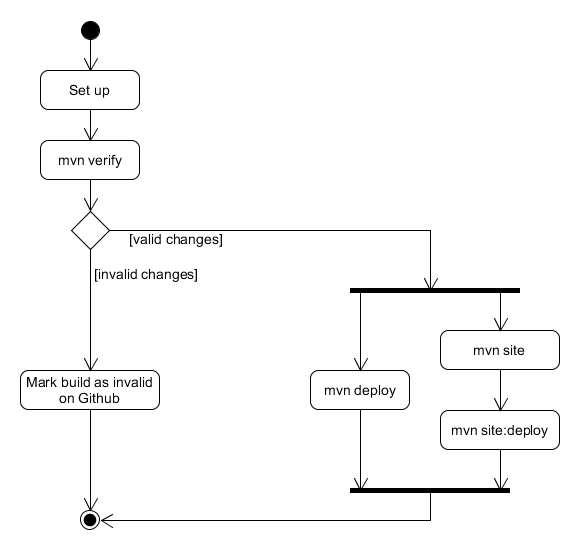 Set up
mvn verify
[valid changes]
[invalid changes]
mvn site
Mark build as invalid
on Github
mvn deploy
mvn site:deploy